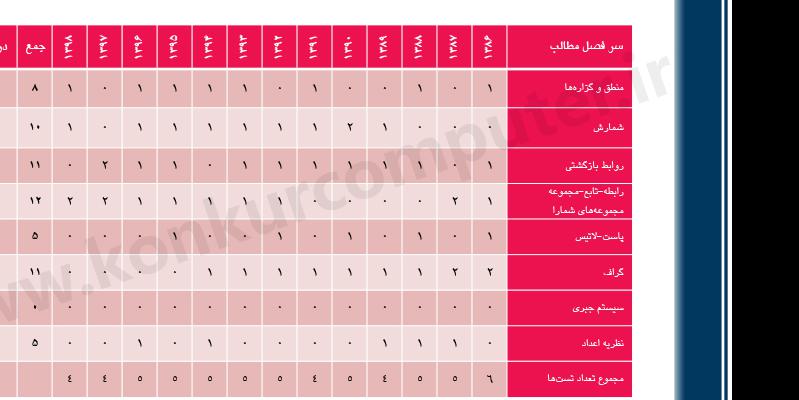 سر فصل مطالب ۱۳۸۶ ۱۳۸۷ ۱۳۸۸ ۱۳۸۹ ۱۳۹۰ ۱۳۹۱ ۱۳۹۲ ۱۳۹۳ ۱۳۹۴ ۱۳۹۵ ۱۳۹۶ ۱۳۹۷ ۱۳۹۸ جمع
منطق و گزاره‌ها ۱ ۰ ۱ ۰ ۰ ۱ ۰ ۱ ۱ ۱ ۱ ۰ ۱ ۸
شمارش ۰ ۰ ۰ ۱ ۲ ۱ ۱ ۱ ۱ ۱ ۱ ۰ ۱ ۱۰
روابط بازگشتی ۱ ۰ ۱ ۱ ۱ ۱ ۱ ۱ ۰ ۱ ۱ ۲ ۰ ۱۱
رابطه-تابع-مجموعه
مجموعه‌های شمارا ۱ ۲ ۰ ۰ ۰ ۰ ۱ ۱ ۱ ۱ ۱ ۲ ۲ ۱۲
پاست-لاتیس ۱ ۰ ۱ ۰ ۱ ۰ ۱ ۰ ۰ ۱ ۰ ۰ ۰ ۵
گراف ۲ ۲ ۱ ۱ ۱ ۱ ۱ ۱ ۱ ۰ ۰ ۰ ۰ ۱۱
سیستم جبری ۰ ۰ ۰ ۰ ۰ ۰ ۰ ۰ ۰ ۰ ۰ ۰ ۰ ۰
نظریه اعداد ۰ ۱ ۱ ۱ ۰ ۰ ۰ ۰ ۱ ۰ ۱ ۰ ۰ ۵
مجموع تعداد تست‌ها ٦ ٥ ٥ ٤ ٥ ٤ ٥ ٥ ٥ ٥ ٥ ٤ ٤
www.konkurcomputer.ir